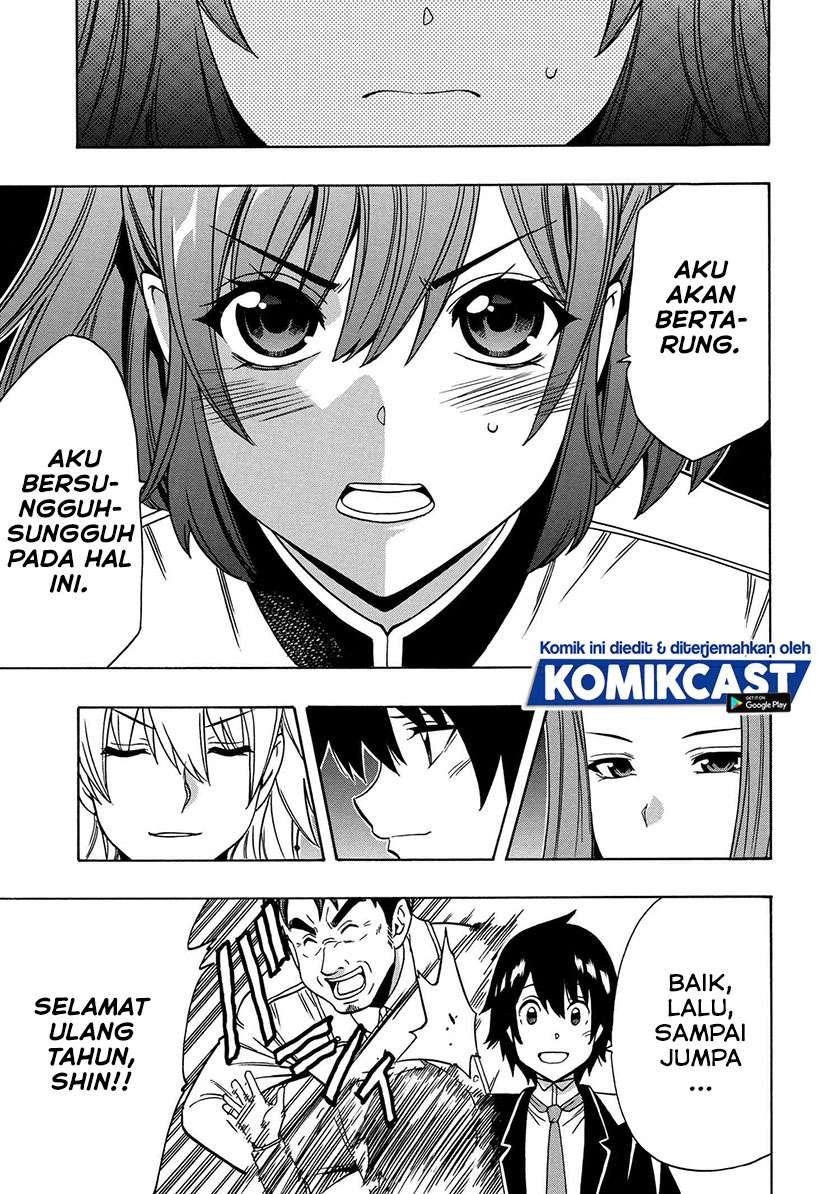 AKU
AKAN
BERTA-
RUNG.
AKU
BERSU-
NGGUH-
SUNGGUH
PADA HAL
INI.
Komik ini diedit & diterjemahkan oleh
KOMIKCAST
GET IT ON
Google Play
BAIK,
LALU,
SAMPAI
JUMPA
...
SELAMAT
ULANG
TAHUN,
SHIN!!